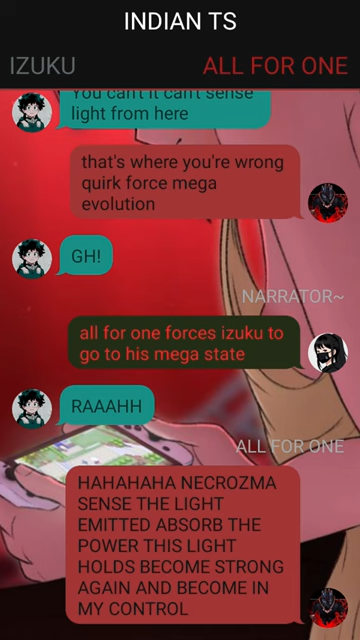 INDIAN TS
IZUKU
ALL FOR ONE
You can't it can't sense
light from here
that's where you're wrong
quirk force mega
evolution
GH!
NARRATOR~
all for one forces izuku to
go to his mega state
RAAAHH
ALL FOR ONE
HAHAHAHA NECROZMA
SENSE THE LIGHT
EMITTED ABSORB THE
POWER THIS LIGHT
HOLDS BECOME STRONG
AGAIN AND BECOME IN
MY CONTROL